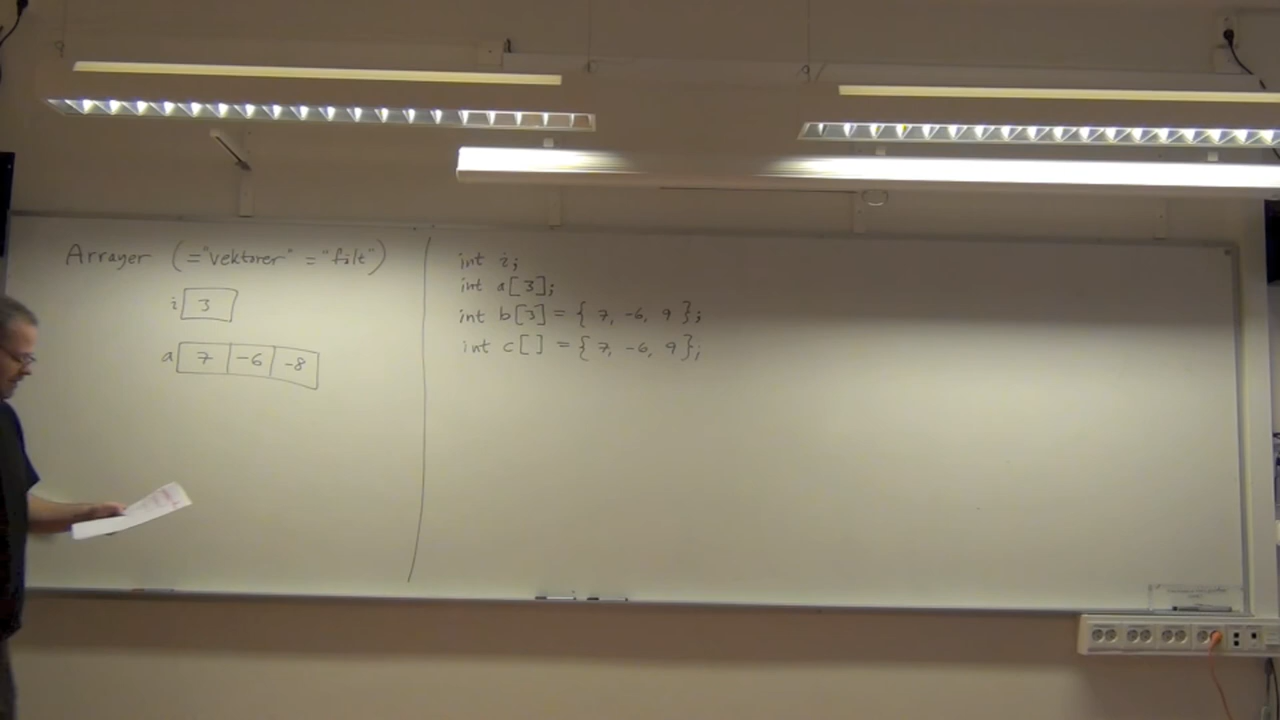 Arrayer (="vektorer" = "fält")
i 3
a 7 -6 -8
int i;
int a[3];
int b[3] = { 7, -6, 9 };
int c[] = { 7, -6, 9 };